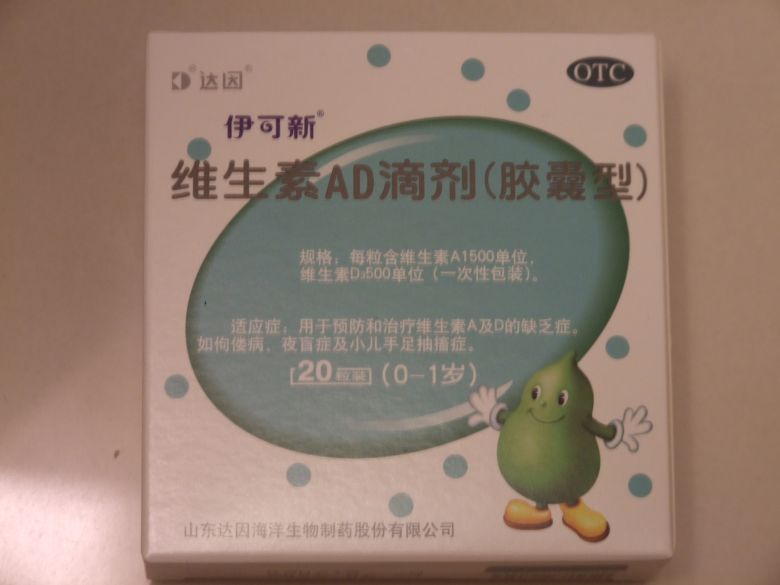 达因®
OTC
伊可新®
维生素AD滴剂(胶囊型)
规格：每粒含维生素A1500单位，
维生素D₃500单位（一次性包装）。
适应症：用于预防和治疗维生素A及D的缺乏症。
如佝偻病，夜盲症及小儿手足抽搐症。
20粒装 (0-1岁)
山东达因海洋生物制药股份有限公司